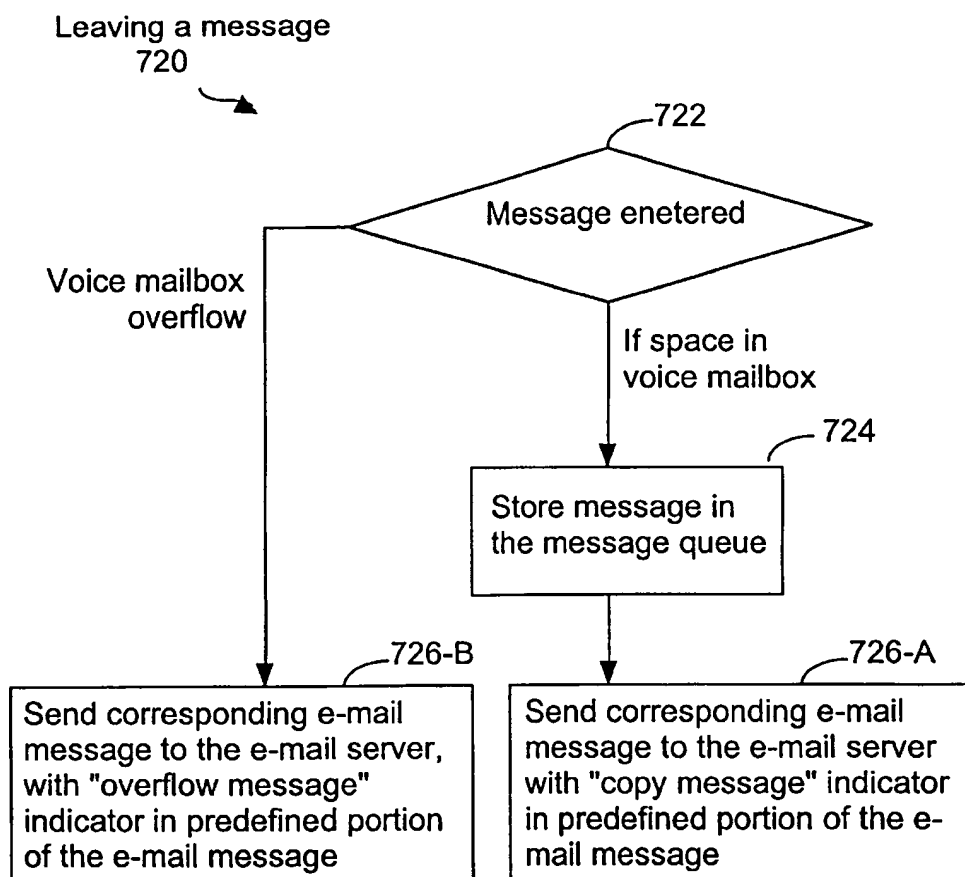 Leaving a message
720
722
Message enetered
Voice mailbox
overflow
If space in
voice mailbox
724
Store message in
the message queue
726-B
726-A
Send corresponding e-mail
message to the e-mail server,
with "overflow message"
indicator in predefined portion
of the e-mail message
Send corresponding e-mail
message to the e-mail server
with "copy message" indicator
in predefined portion of the e-
mail message